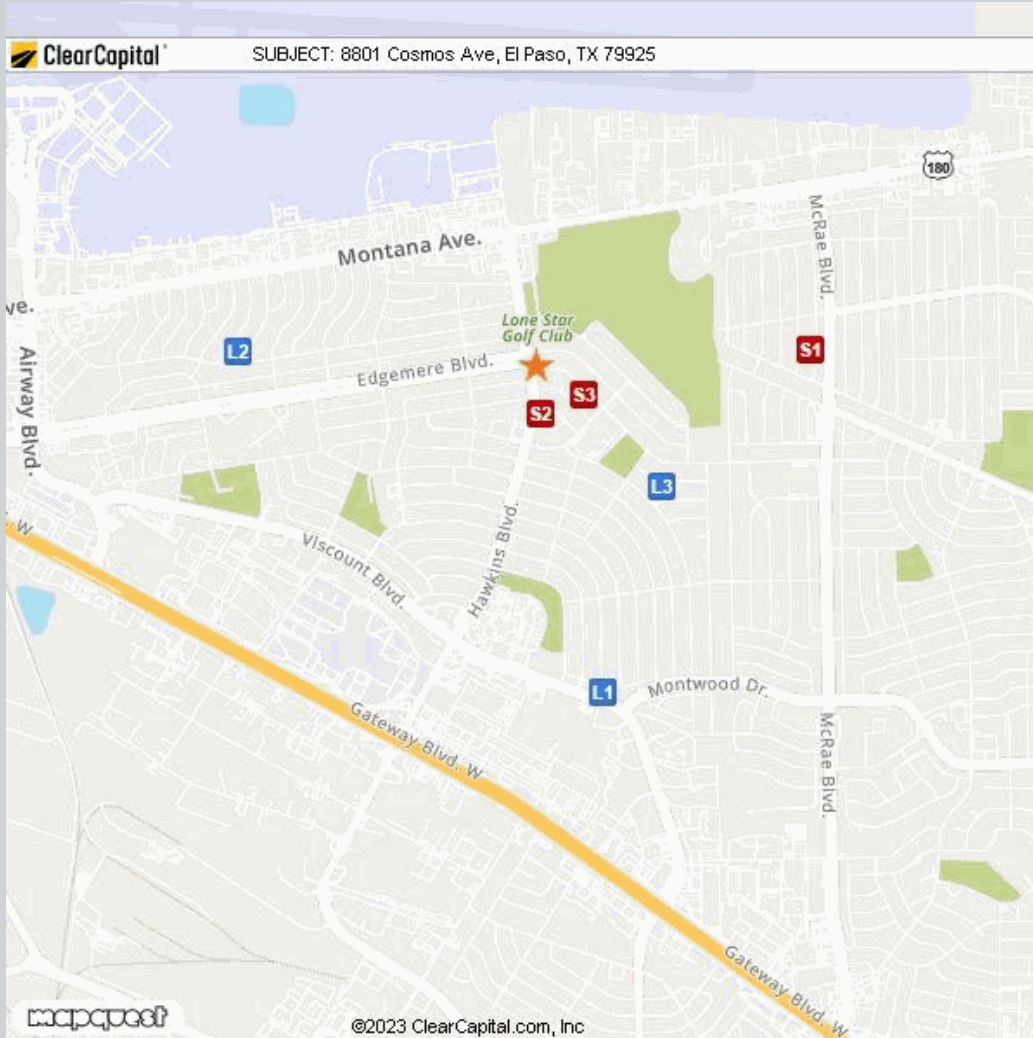 ClearCapital
SUBJECT: 8801 Cosmos Ave, El Paso, TX 79925
180
McRae Blvd.
Montana Ave.
ve.
Lone Star
Golf Club
L2
S1
Airway Blvd.
Edgemere Blvd.
S3
S2
L3
W
Viscount Blvd.
Hawkins Blvd.
L1
Montwood Dr.
Gateway Blvd. W
McRae Blvd.
Gateway Blvd. W
mapquest
©2023 ClearCapital.com, Inc